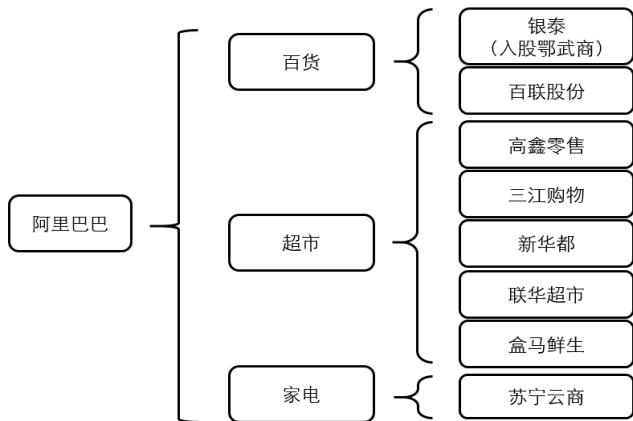 阿里巴巴
百货
银泰
（入股鄂武商）
百联股份
超市
高鑫零售
三江购物
新华都
联华超市
盒马鲜生
家电
苏宁云商